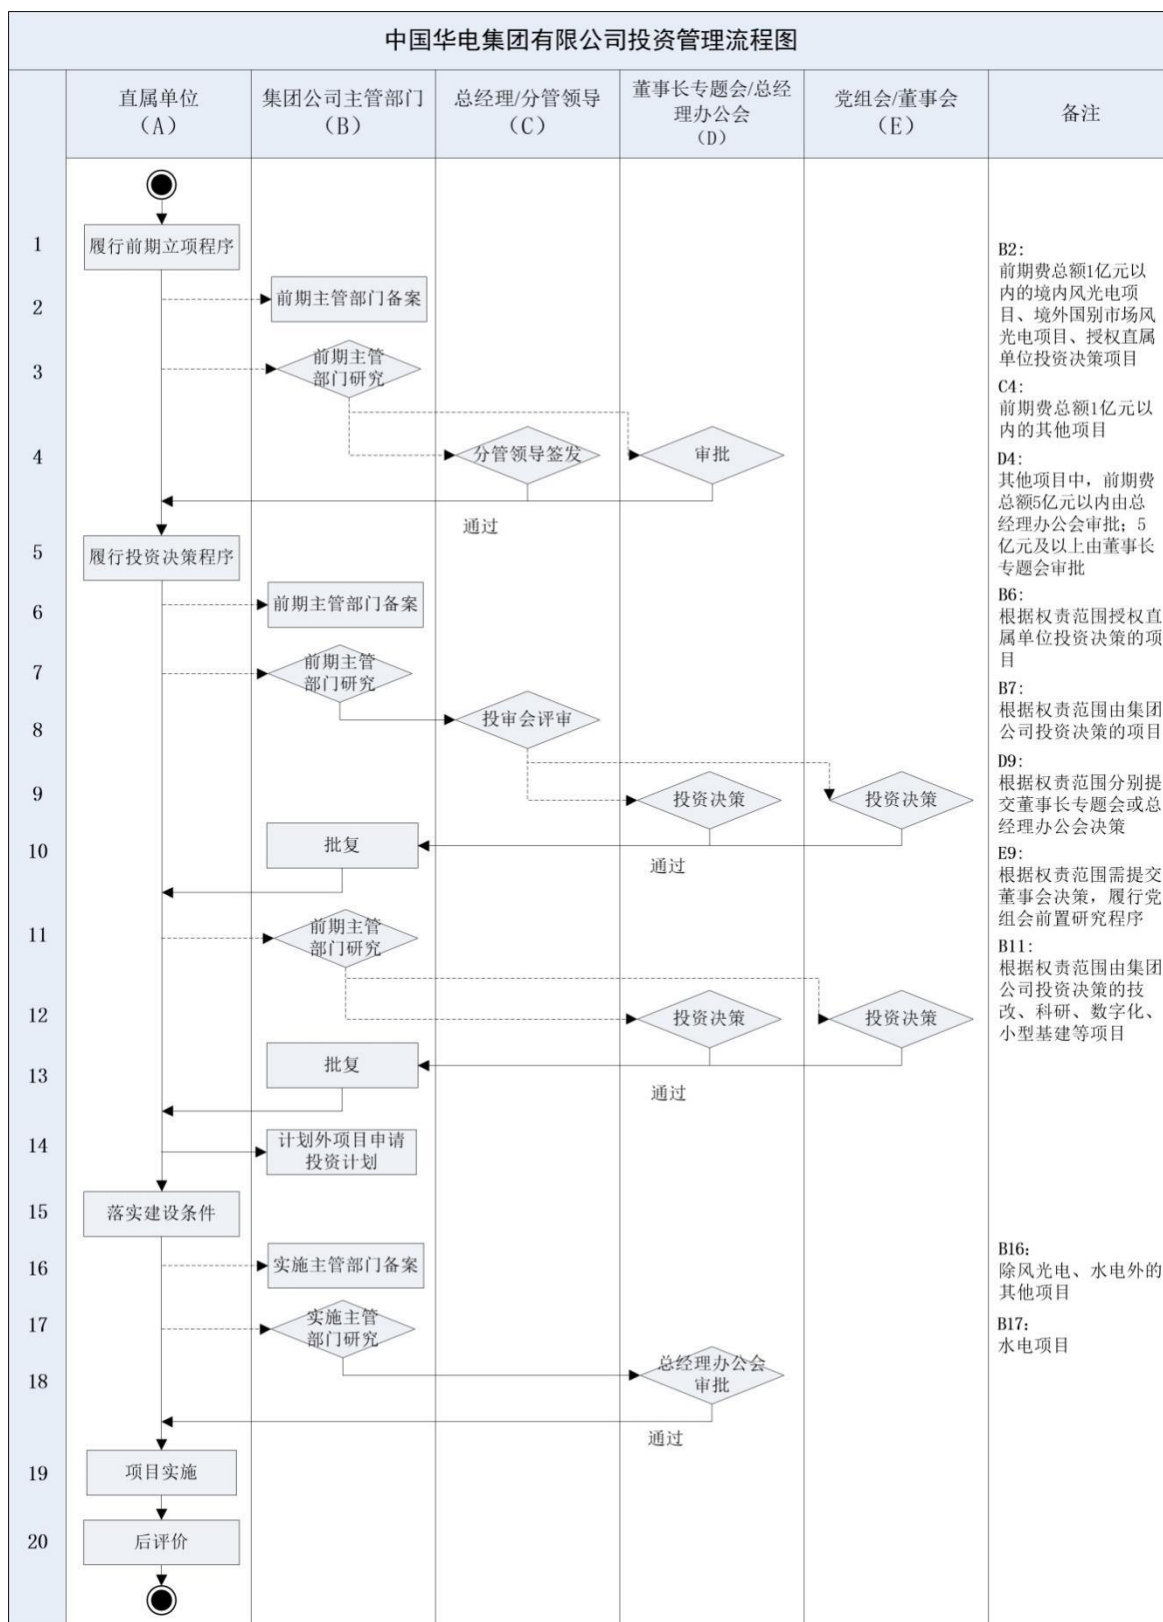 中国华电集团有限公司投资管理流程图
直属单位
（A）
集团公司主管部门
（B）
总经理/分管领导
（C）
董事长专题会/总经
理办公会
（D）
党组会/董事会
（E）
备注
1
履行前期立项程序
2
前期主管部门备案
3
前期主管
部门研究
4
分管领导签发
审批
通过
5
履行投资决策程序
6
前期主管部门备案
7
前期主管
部门研究
8
投审会评审
9
投资决策
投资决策
10
批复
通过
11
前期主管
部门研究
12
投资决策
投资决策
13
批复
通过
14
计划外项目申请
投资计划
15
落实建设条件
16
实施主管部门备案
17
实施主管
部门研究
18
总经理办公会
审批
通过
19
项目实施
20
后评价
B2:
前期费总额1亿元以
内的境内风光电项
目、境外国别市场风
光电项目、授权直属
单位投资决策项目
C4:
前期费总额1亿元以
内的其他项目
D4:
其他项目中，前期费
总额5亿元以内由总
经理办公会审批；5
亿元及以上由董事长
专题会审批
B6:
根据权责范围授权直
属单位投资决策的项
目
B7:
根据权责范围由集团
公司投资决策的项目
D9:
根据权责范围分别提
交董事长专题会或总
经理办公会决策
E9:
根据权责范围需提交
董事会决策，履行党
组会前置研究程序
B11:
根据权责范围由集团
公司投资决策的技
改、科研、数字化、
小型基建等项目
B16:
除风光电、水电外的
其他项目
B17:
水电项目